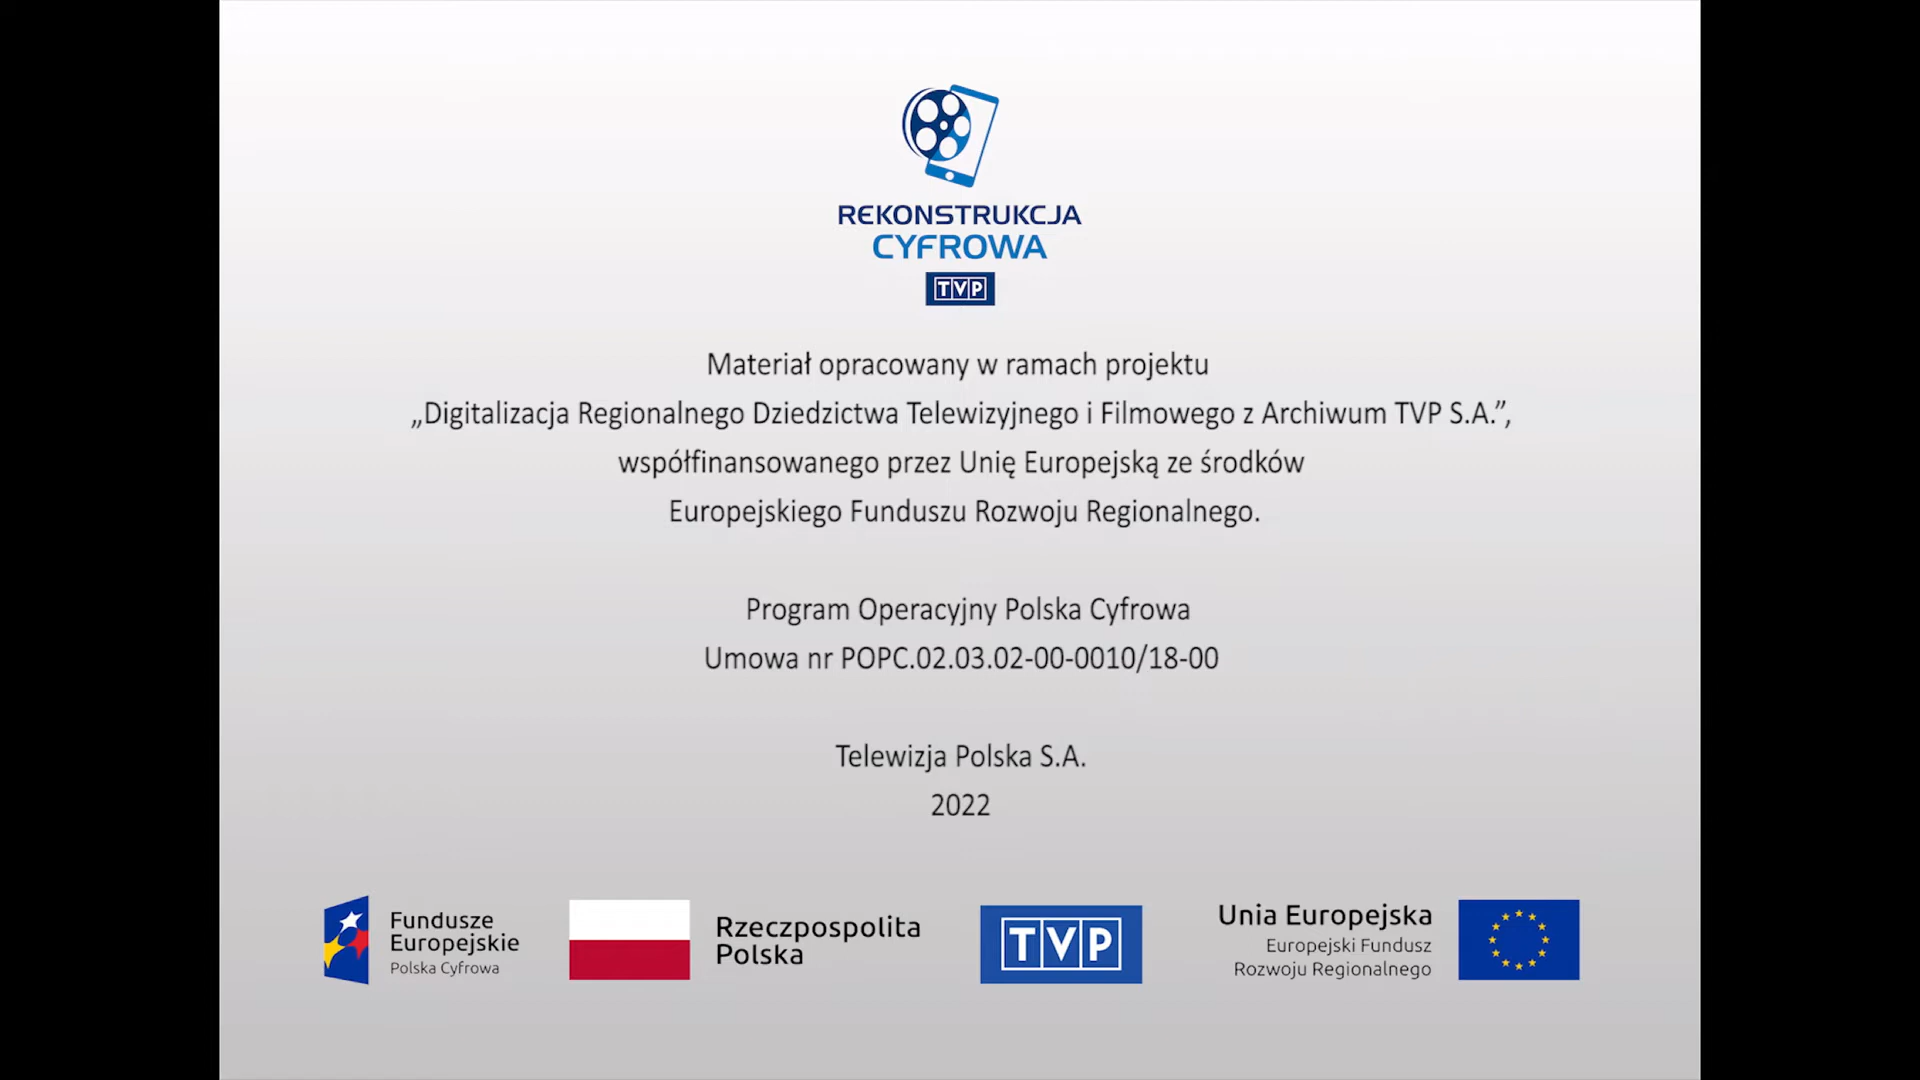 REKONSTRUKCJA
CYFROWA
TVP
Materiał opracowany w ramach projektu
„Digitalizacja Regionalnego Dziedzictwa Telewizyjnego i Filmowego z Archiwum TVP S.A.”,
współfinansowanego przez Unię Europejską ze środków
Europejskiego Funduszu Rozwoju Regionalnego.
Program Operacyjny Polska Cyfrowa
Umowa nr POPC.02.03.02-00-0010/18-00
Telewizja Polska S.A.
2022
Fundusze
Europejskie
Polska Cyfrowa
Rzeczpospolita
Polska
TVP
Unia Europejska
Europejski Fundusz
Rozwoju Regionalnego